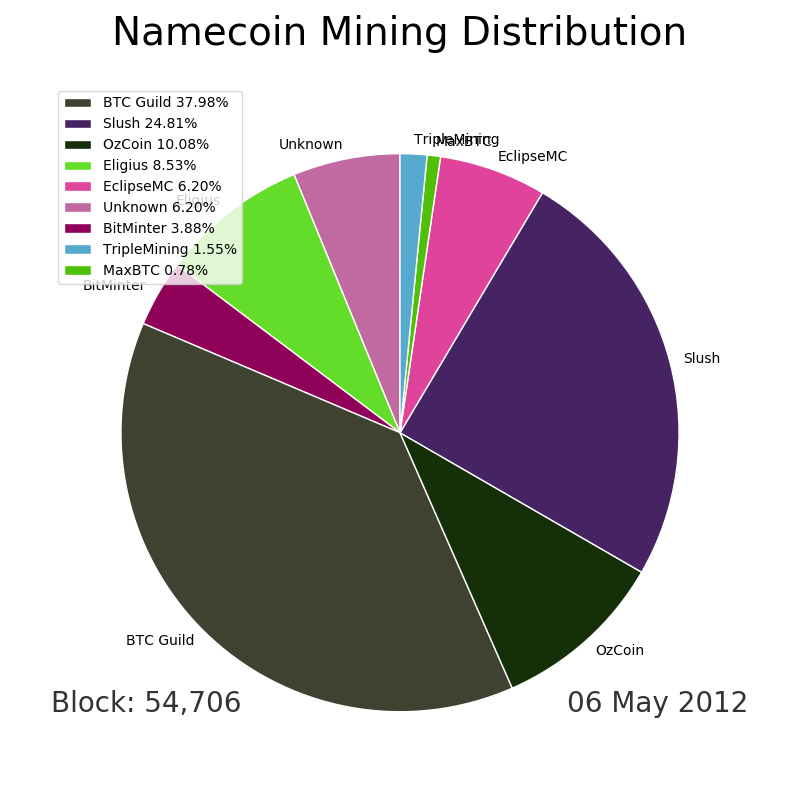 Namecoin Mining Distribution
BTC Guild 37.98%
Slush 24.81%
OzCoin 10.08%
Eligius 8.53%
EclipseMC 6.20%
Unknown 6.20%
BitMinter 3.88%
TripleMining 1.55%
MaxBTC 0.78%
Unknown
TripleMining
MaxBTC
EclipseMC
Eligius
BitMinter
Slush
BTC Guild
OzCoin
Block: 54,706
06 May 2012